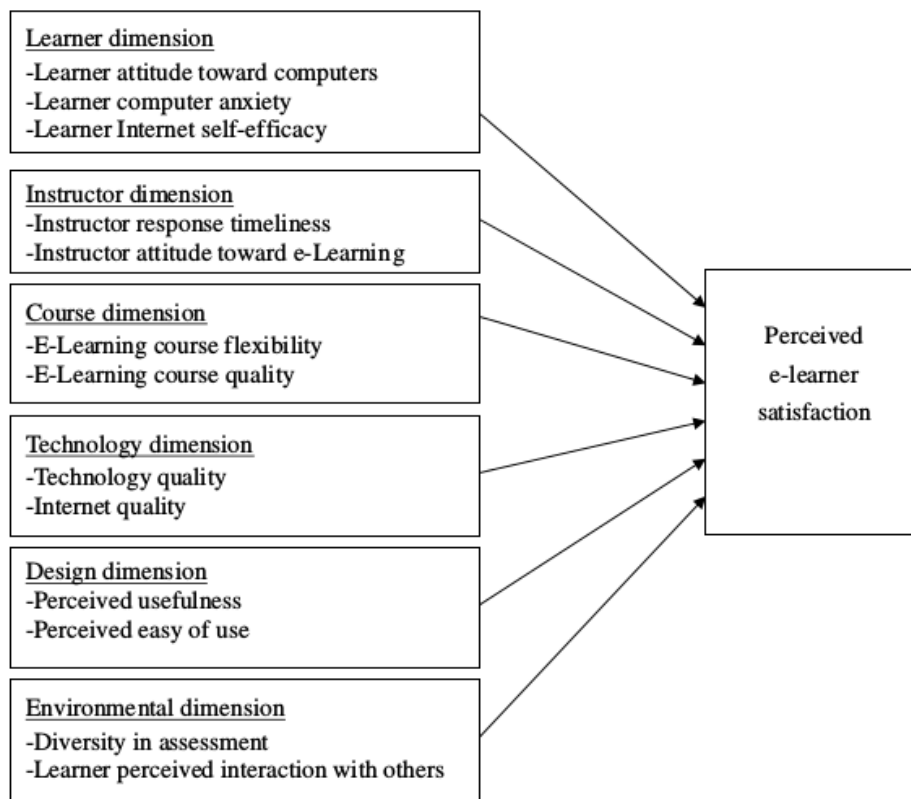 Learner dimension
-Learner attitude toward computers
-Learner computer anxiety
-Learner Internet self-efficacy
Instructor dimension
-Instructor response timeliness
-Instructor attitude toward e-Learning
Course dimension
-E-Learning course flexibility
-E-Learning course quality
Technology dimension
-Technology quality
-Internet quality
Design dimension
-Perceived usefulness
-Perceived easy of use
Environmental dimension
-Diversity in assessment
-Learner perceived interaction with others
Perceived
e-learner
satisfaction